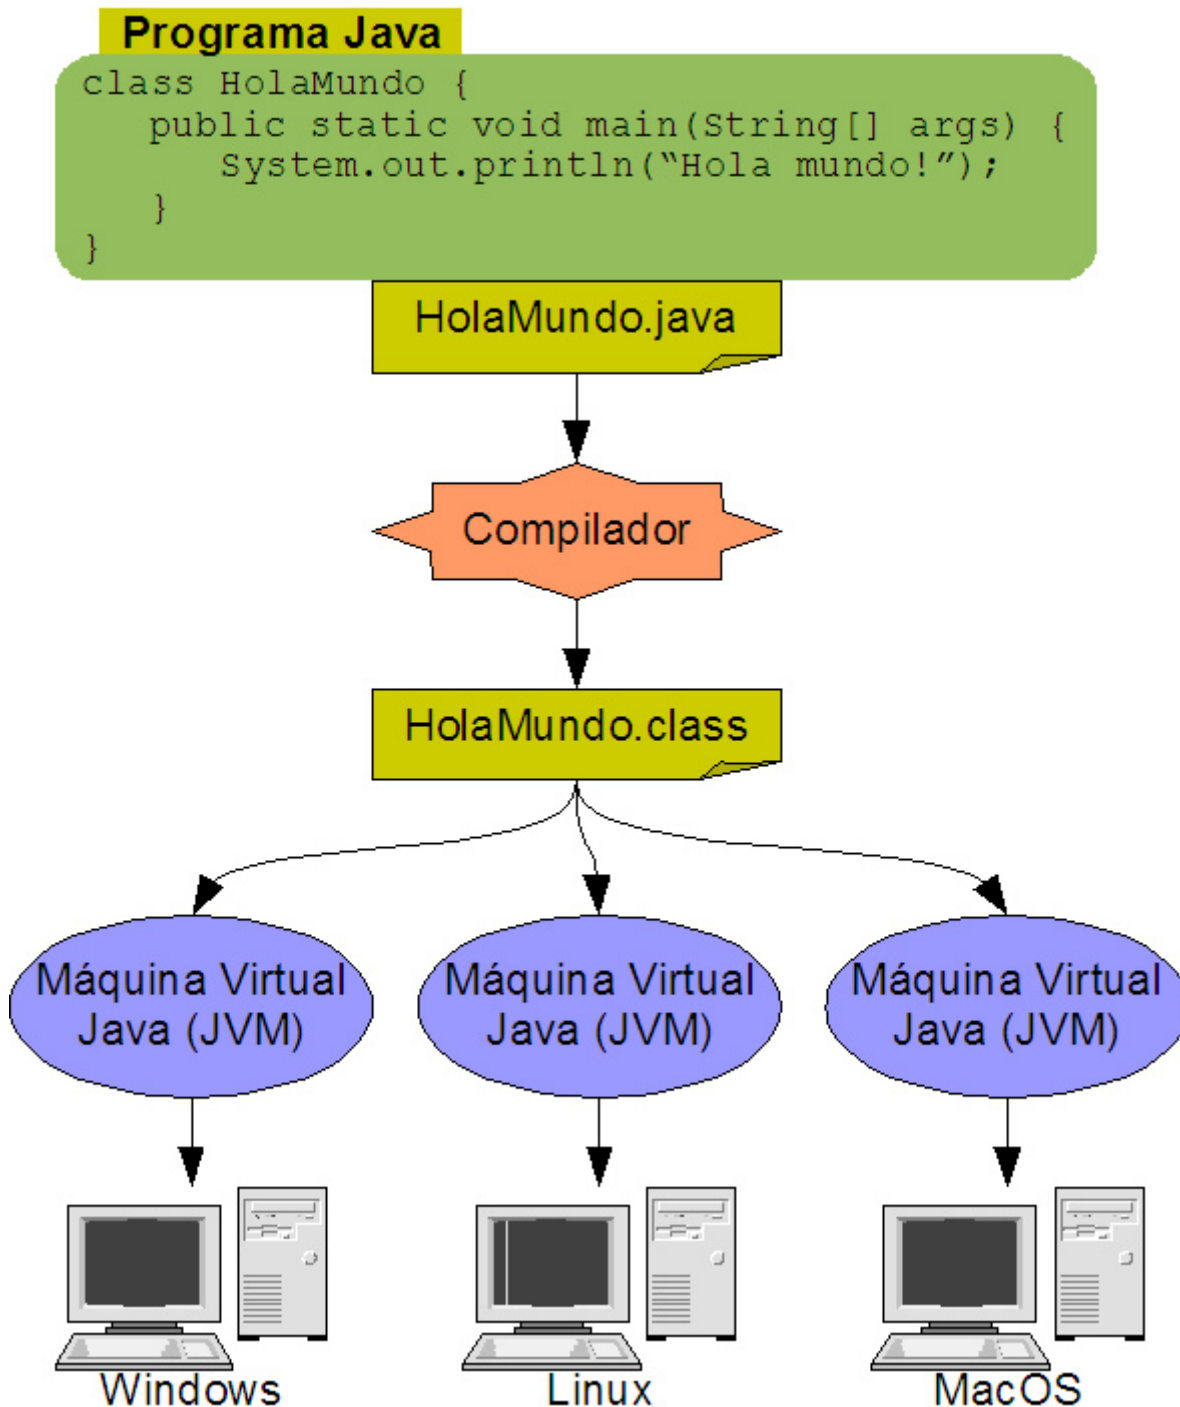 Programa Java
class HolaMundo {
public static void main(String[] args) {
System.out.println(“Hola mundo!”);
}
}
HolaMundo.java
Compilador
HolaMundo.class
Máquina Virtual
Java (JVM)
Máquina Virtual
Java (JVM)
Máquina Virtual
Java (JVM)
Windows
Linux
MacOS